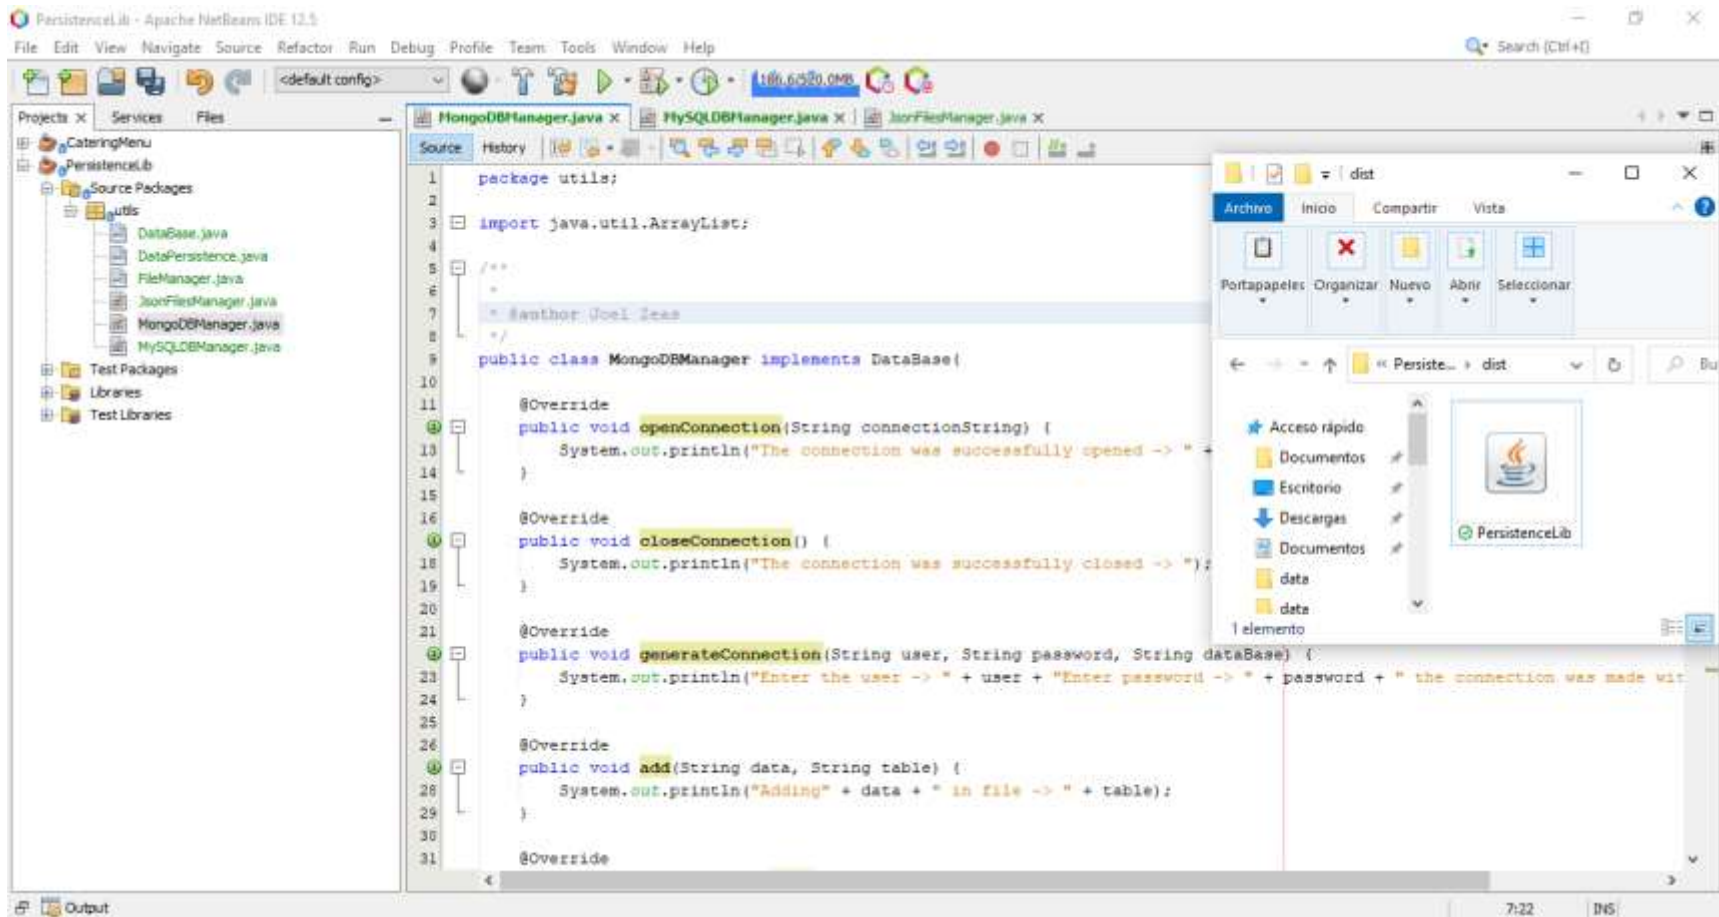 PersistenceLib - Apache NetBeans IDE 12.5
File Edit View Navigate Source Refactor Run Debug Profile Team Tools Window Help
Search (Ctrl+I)
<default config>
186.6/520.0MB
Projects Services Files
CateringMenu
PersistenceLib
Source Packages
utils
DataBase.java
DataPersistence.java
FileManager.java
JsonFilesManager.java
MongoDBManager.java
MySQLDBManager.java
Test Packages
Libraries
Test Libraries
MongoDBManager.java MySQLDBManager.java JsonFilesManager.java
Source History
1 package utils;
2
3 import java.util.ArrayList;
4
5 /**
6 *
7 * @author Joel Zeas
8 */
9 public class MongoDBManager implements DataBase{
10
11 @Override
public void openConnection(String connectionString) {
13 System.out.println("The connection was successfully opened -> " +
14 }
15
16 @Override
public void closeConnection() {
18 System.out.println("The connection was successfully closed -> ");
19 }
20
21 @Override
public void generateConnection(String user, String password, String dataBase) {
23 System.out.println("Enter the user -> " + user + "Enter password -> " + password + " the connection was made wit
24 }
25
26 @Override
public void add(String data, String table) {
28 System.out.println("Adding" + data + " in file -> " + table);
29 }
30
31 @Override
dist
Archivo Inicio Compartir Vista
Portapapeles Organizar Nuevo Abrir Seleccionar
« Persiste... › dist
Bu
Acceso rápido
Documentos
Escritorio
Descargas
Documentos
data
data
PersistenceLib
1 elemento
Output
7:22 INS